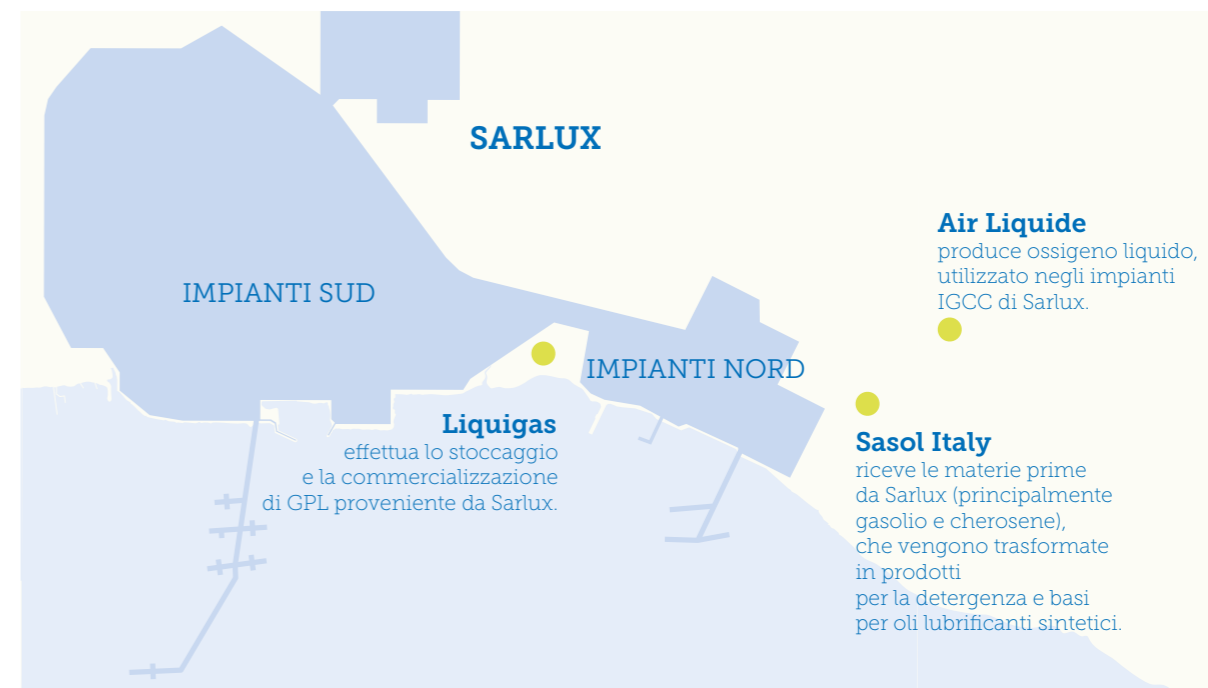 SARLUX
Air Liquide
produce ossigeno liquido,
utilizzato negli impianti
IGCC di Sarlux.
IMPIANTI SUD
IMPIANTI NORD
Liquigas
effettua lo stoccaggio
e la commercializzazione
di GPL proveniente da Sarlux.
Sasol Italy
riceve le materie prime
da Sarlux (principalmente
gasolio e cherosene),
che vengono trasformate
in prodotti
per la detergenza e basi
per oli lubrificanti sintetici.